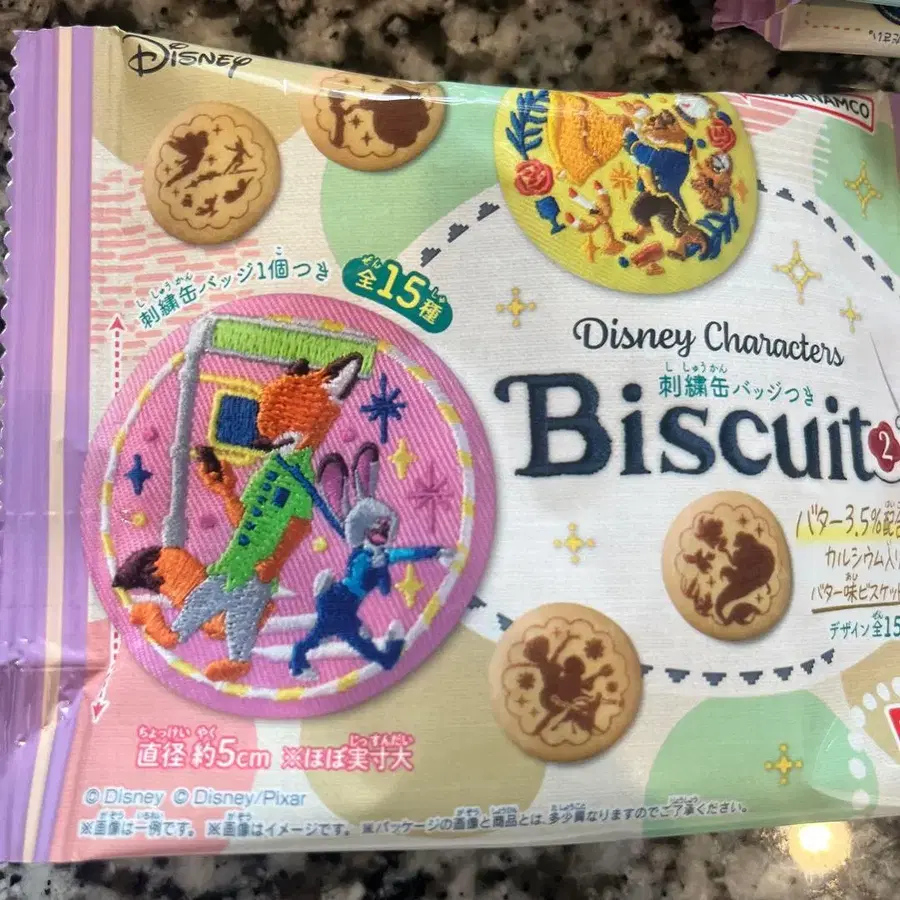 Disney
BANDAI NAMCO
刺繍缶バッジ1個つき
全15種
Disney Characters
刺繍缶バッジつき
Biscuit
2
バター3.5%配合
カルシウム入り
バター味ビスケット
デザイン全15
直径約5cm ※ほぼ実寸大
© Disney © Disney/Pixar
※画像は一例です。 ※画像はイメージです。 ※パッケージの画像と商品とは、多少異なりますのでご了承ください。